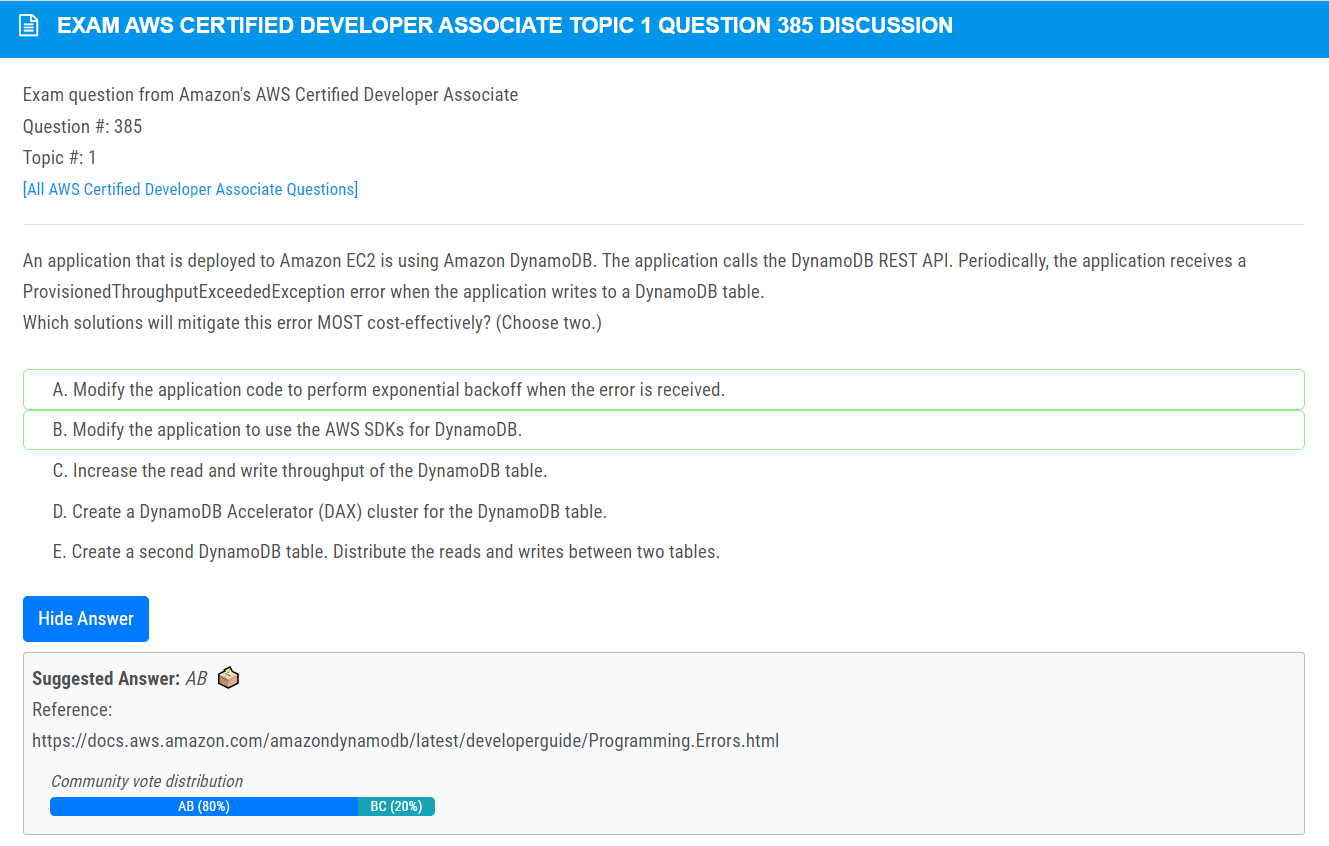 EXAM AWS CERTIFIED DEVELOPER ASSOCIATE TOPIC 1 QUESTION 385 DISCUSSION
Exam question from Amazon's AWS Certified Developer Associate
Question #: 385
Topic #: 1
[All AWS Certified Developer Associate Questions]
An application that is deployed to Amazon EC2 is using Amazon DynamoDB. The application calls the DynamoDB REST API. Periodically, the application receives a
ProvisionedThroughputExceededException error when the application writes to a DynamoDB table.
Which solutions will mitigate this error MOST cost-effectively? (Choose two.)
A. Modify the application code to perform exponential backoff when the error is received.
B. Modify the application to use the AWS SDKs for DynamoDB.
C. Increase the read and write throughput of the DynamoDB table.
D. Create a DynamoDB Accelerator (DAX) cluster for the DynamoDB table.
E. Create a second DynamoDB table. Distribute the reads and writes between two tables.
Hide Answer
Suggested Answer: AB
Reference:
https://docs.aws.amazon.com/amazondynamodb/latest/developerguide/Programming.Errors.html
Community vote distribution
AB (80%) BC (20%)